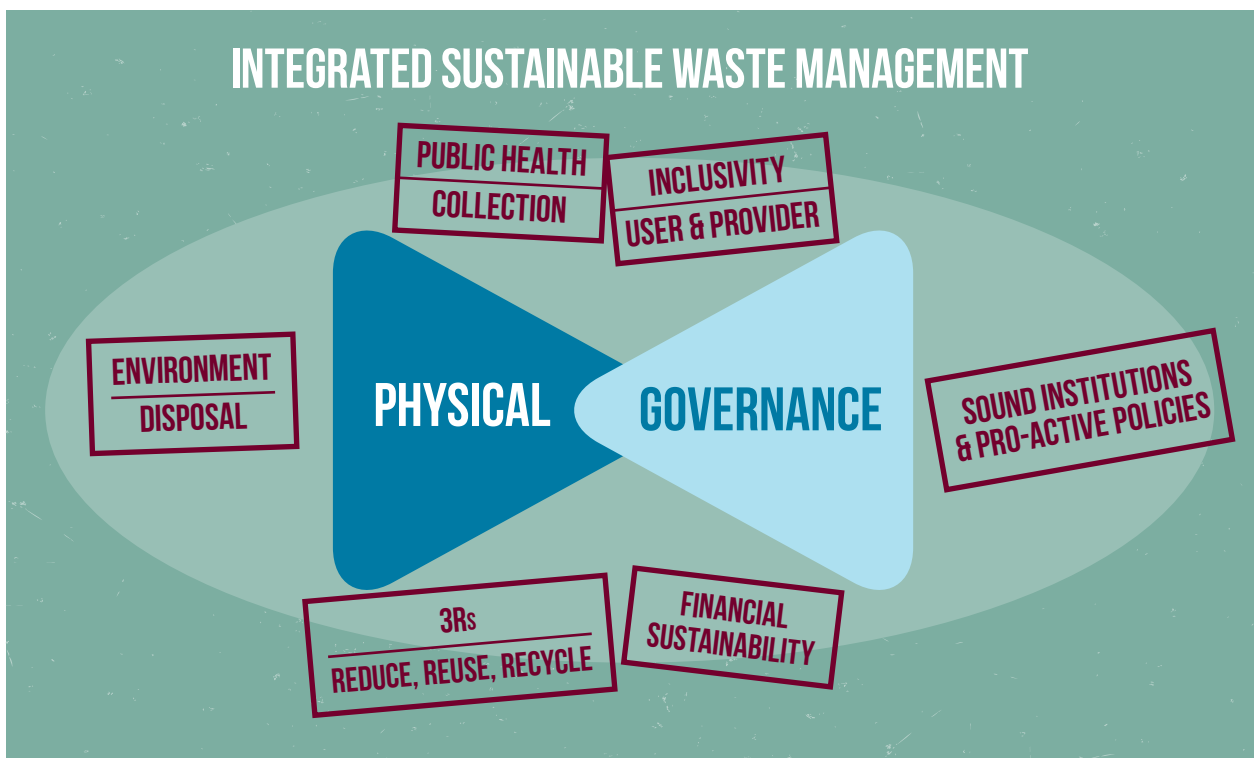 INTEGRATED SUSTAINABLE WASTE MANAGEMENT
PUBLIC HEALTH
COLLECTION
INCLUSIVITY
USER & PROVIDER
ENVIRONMENT
DISPOSAL
PHYSICAL
GOVERNANCE
SOUND INSTITUTIONS
& PRO-ACTIVE POLICIES
3Rs
REDUCE, REUSE, RECYCLE
FINANCIAL
SUSTAINABILITY